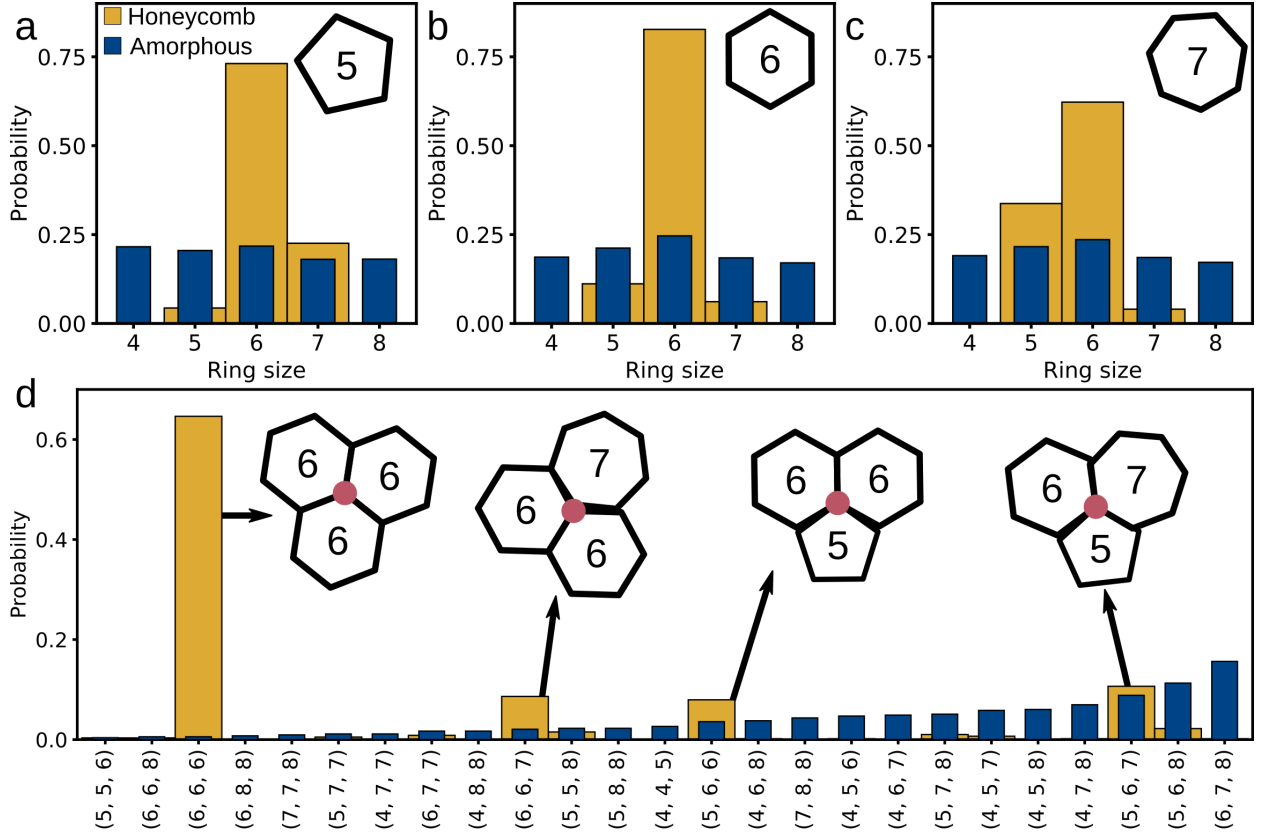 a
Honeycomb
Amorphous
5
Probability
0.75
0.50
0.25
0.00
4 5 6 7 8
Ring size
b
6
Probability
0.75
0.50
0.25
0.00
4 5 6 7 8
Ring size
c
7
Probability
0.75
0.50
0.25
0.00
4 5 6 7 8
Ring size
d
Probability
0.6
0.4
0.2
0.0
6 6
6
7
6
6
6 6
5
6 7
5
(5, 5, 6)
(6, 6, 8)
(6, 6, 6)
(6, 8, 8)
(7, 7, 8)
(5, 7, 7)
(4, 7, 7)
(6, 7, 7)
(4, 8, 8)
(6, 6, 7)
(5, 5, 8)
(5, 8, 8)
(4, 4, 5)
(5, 6, 6)
(4, 6, 8)
(7, 8, 8)
(4, 5, 6)
(4, 6, 7)
(5, 7, 8)
(4, 5, 7)
(4, 5, 8)
(4, 7, 8)
(5, 6, 7)
(5, 6, 8)
(6, 7, 8)